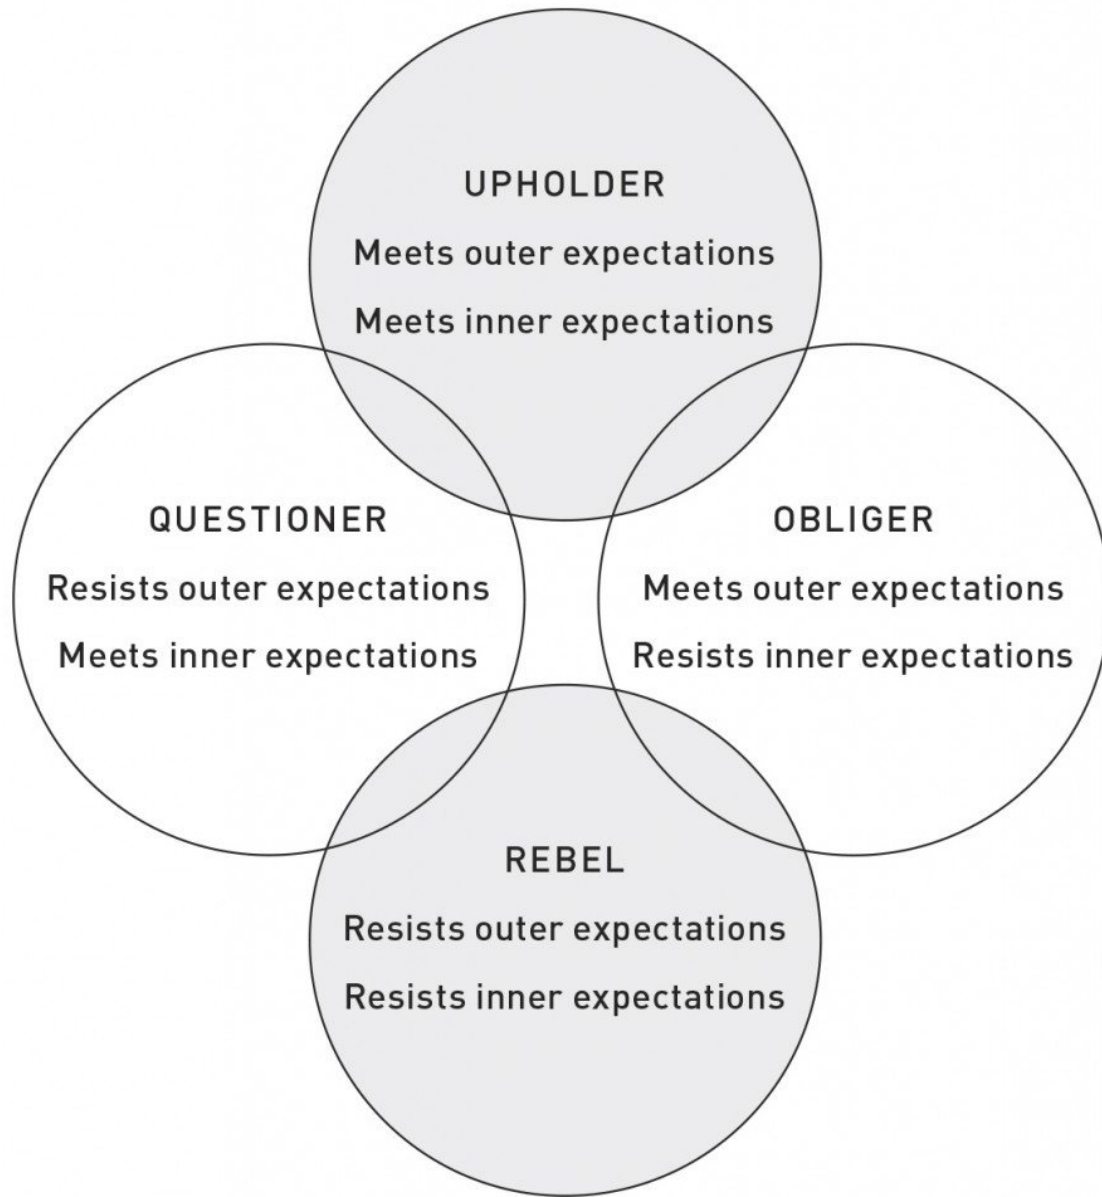 UPHOLDER
Meets outer expectations
Meets inner expectations
QUESTIONER
Resists outer expectations
Meets inner expectations
OBLIGER
Meets outer expectations
Resists inner expectations
REBEL
Resists outer expectations
Resists inner expectations